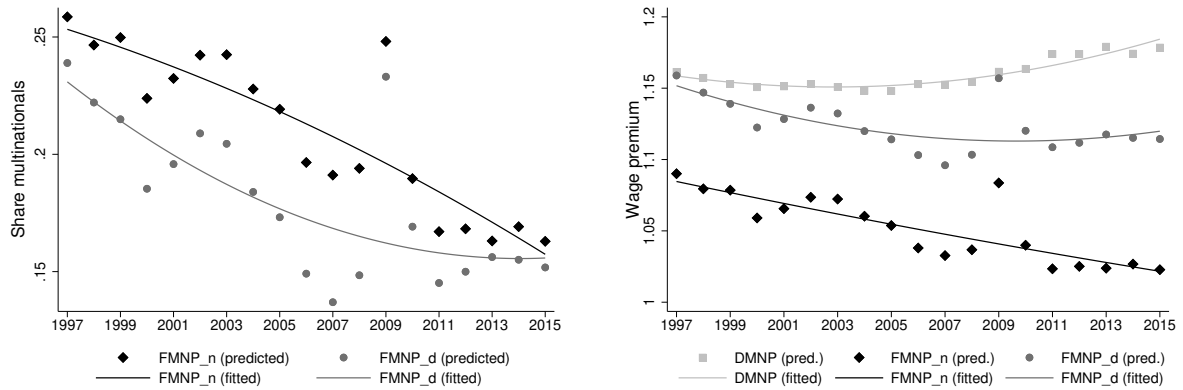 Share multinationals
.25
.2
.15
1997 1999 2001 2003 2005 2007 2009 2011 2013 2015
FMNP_n (predicted) FMNP_d (predicted)
FMNP_n (fitted) FMNP_d (fitted)
Wage premium
1.2
1.15
1.1
1.05
1
1997 1999 2001 2003 2005 2007 2009 2011 2013 2015
DMNP (pred.) FMNP_n (pred.) FMNP_d (pred.)
DMNP (fitted) FMNP_n (fitted) FMNP_d (fitted)